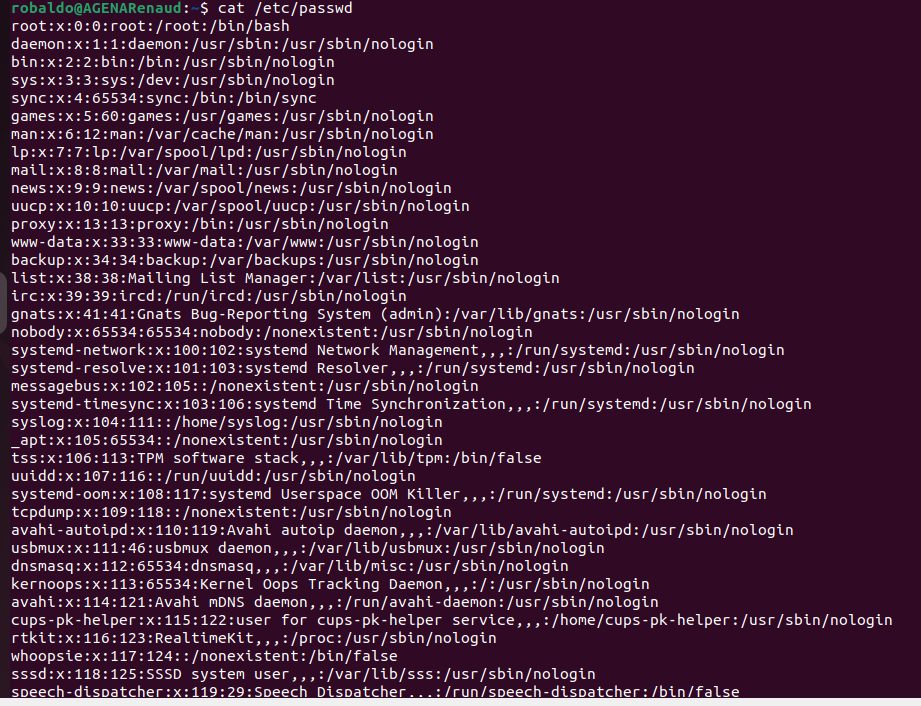 robaldo@AGENARenaud:~$ cat /etc/passwd
root:x:0:0:root:/root:/bin/bash
daemon:x:1:1:daemon:/usr/sbin:/usr/sbin/nologin
bin:x:2:2:bin:/bin:/usr/sbin/nologin
sys:x:3:3:sys:/dev:/usr/sbin/nologin
sync:x:4:65534:sync:/bin:/bin/sync
games:x:5:60:games:/usr/games:/usr/sbin/nologin
man:x:6:12:man:/var/cache/man:/usr/sbin/nologin
lp:x:7:7:lp:/var/spool/lpd:/usr/sbin/nologin
mail:x:8:8:mail:/var/mail:/usr/sbin/nologin
news:x:9:9:news:/var/spool/news:/usr/sbin/nologin
uucp:x:10:10:uucp:/var/spool/uucp:/usr/sbin/nologin
proxy:x:13:13:proxy:/bin:/usr/sbin/nologin
www-data:x:33:33:www-data:/var/www:/usr/sbin/nologin
backup:x:34:34:backup:/var/backups:/usr/sbin/nologin
list:x:38:38:Mailing List Manager:/var/list:/usr/sbin/nologin
irc:x:39:39:ircd:/run/ircd:/usr/sbin/nologin
gnats:x:41:41:Gnats Bug-Reporting System (admin):/var/lib/gnats:/usr/sbin/nologin
nobody:x:65534:65534:nobody:/nonexistent:/usr/sbin/nologin
systemd-network:x:100:102:systemd Network Management,,,:/run/systemd:/usr/sbin/nologin
systemd-resolve:x:101:103:systemd Resolver,,,:/run/systemd:/usr/sbin/nologin
messagebus:x:102:105::/nonexistent:/usr/sbin/nologin
systemd-timesync:x:103:106:systemd Time Synchronization,,,:/run/systemd:/usr/sbin/nologin
syslog:x:104:111::/home/syslog:/usr/sbin/nologin
_apt:x:105:65534::/nonexistent:/usr/sbin/nologin
tss:x:106:113:TPM software stack,,,:/var/lib/tpm:/bin/false
uuidd:x:107:116::/run/uuidd:/usr/sbin/nologin
systemd-oom:x:108:117:systemd Userspace OOM Killer,,,:/run/systemd:/usr/sbin/nologin
tcpdump:x:109:118::/nonexistent:/usr/sbin/nologin
avahi-autoipd:x:110:119:Avahi autoip daemon,,,:/var/lib/avahi-autoipd:/usr/sbin/nologin
usbmux:x:111:46:usbmux daemon,,,:/var/lib/usbmux:/usr/sbin/nologin
dnsmasq:x:112:65534:dnsmasq,,,:/var/lib/misc:/usr/sbin/nologin
kernoops:x:113:65534:Kernel Oops Tracking Daemon,,,:/:/usr/sbin/nologin
avahi:x:114:121:Avahi mDNS daemon,,,:/run/avahi-daemon:/usr/sbin/nologin
cups-pk-helper:x:115:122:user for cups-pk-helper service,,,:/home/cups-pk-helper:/usr/sbin/nologin
rtkit:x:116:123:RealtimeKit,,,:/proc:/usr/sbin/nologin
whoopsie:x:117:124::/nonexistent:/bin/false
sssd:x:118:125:SSSD system user,,,:/var/lib/sss:/usr/sbin/nologin
speech-dispatcher:x:119:29:Speech Dispatcher,,,:/run/speech-dispatcher:/bin/false